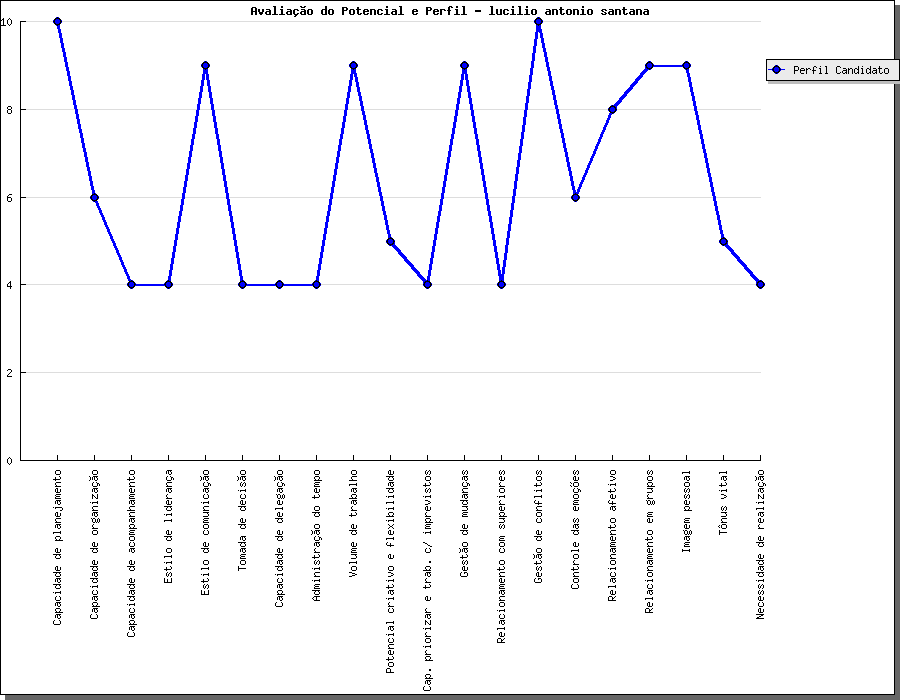 Avaliação do Potencial e Perfil - lucilio antonio santana
10
8
6
4
2
0
Perfil Candidato
Capacidade de planejamento
Capacidade de organização
Capacidade de acompanhamento
Estilo de liderança
Estilo de comunicação
Tomada de decisão
Capacidade de delegação
Administração do tempo
Volume de trabalho
Potencial criativo e flexibilidade
Cap. priorizar e trab. c/ imprevistos
Gestão de mudanças
Relacionamento com superiores
Gestão de conflitos
Controle das emoções
Relacionamento afetivo
Relacionamento em grupos
Imagem pessoal
Tônus vital
Necessidade de realização